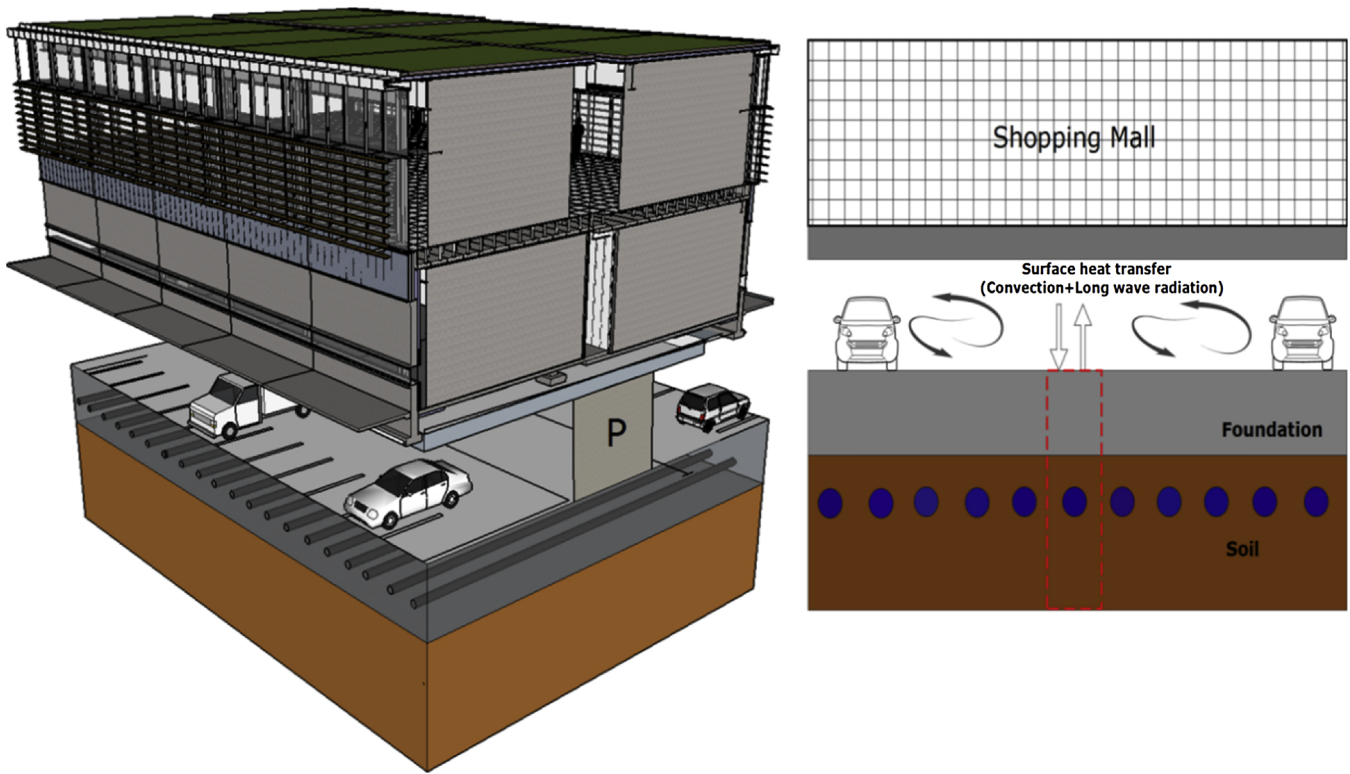 Shopping Mall
Surface heat transfer
(Convection+Long wave radiation)
P
Foundation
Soil